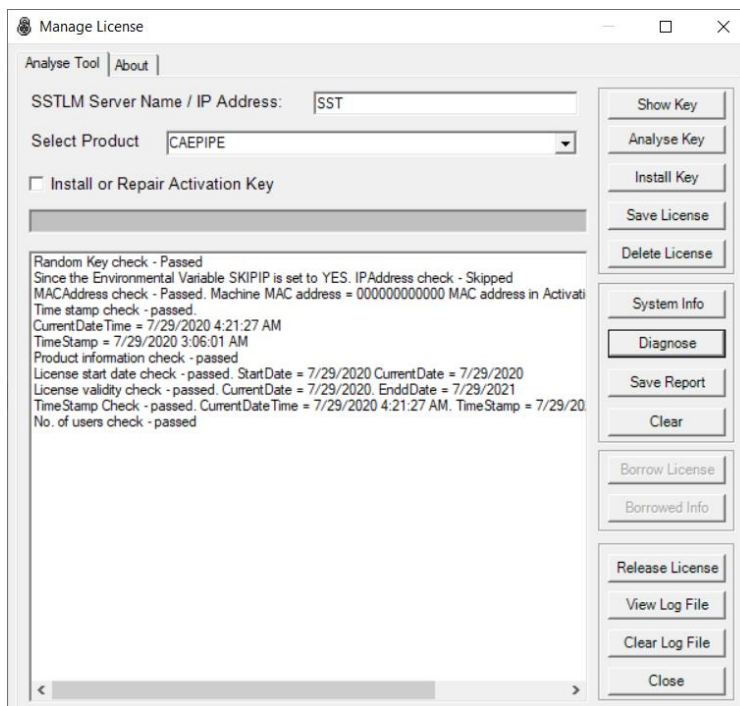 Manage License
Analyse Tool About
SSTLM Server Name / IP Address: SST
Select Product CAEPIPE
Install or Repair Activation Key
Random Key check - Passed
Since the Environmental Variable SKIPIP is set to YES. IPAddress check - Skipped
MACAddress check - Passed. Machine MAC address = 000000000000 MAC address in Activati
Time stamp check - passed.
CurrentDateTime = 7/29/2020 4:21:27 AM
TimeStamp = 7/29/2020 3:06:01 AM
Product information check - passed
License start date check - passed. StartDate = 7/29/2020 CurrentDate = 7/29/2020
License validity check - passed. CurrentDate = 7/29/2020. EnddDate = 7/29/2021
TimeStamp Check - passed. CurrentDateTime = 7/29/2020 4:21:27 AM. TimeStamp = 7/29/20
No. of users check - passed
Show Key
Analyse Key
Install Key
Save License
Delete License
System Info
Diagnose
Save Report
Clear
Borrow License
Borrowed Info
Release License
View Log File
Clear Log File
Close